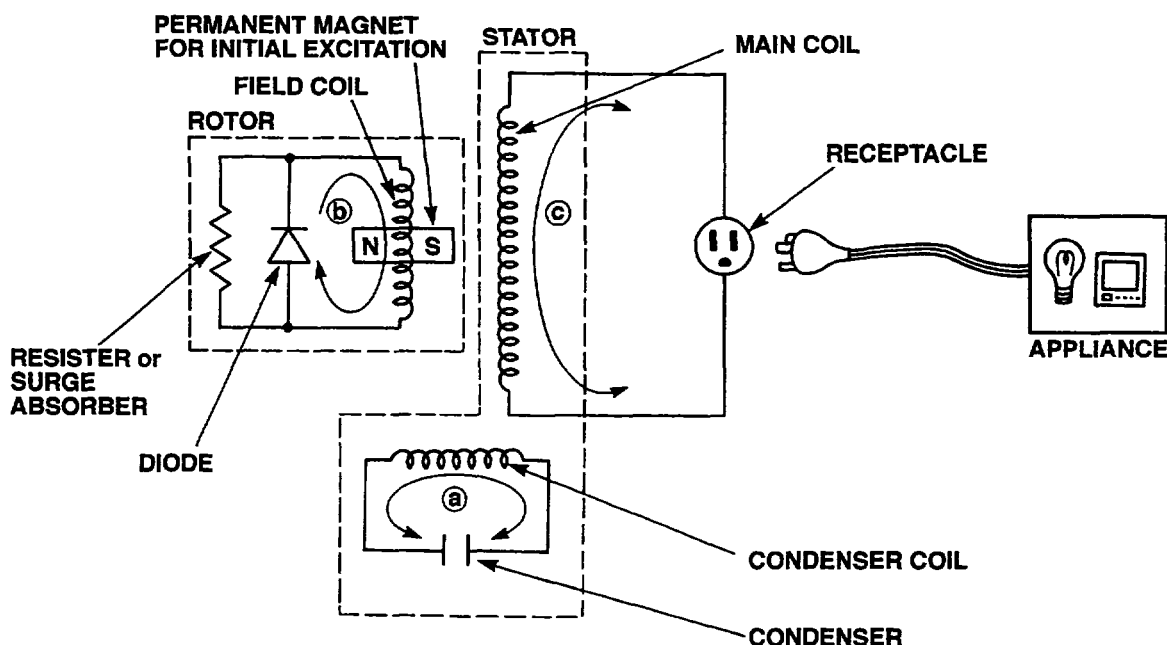 PERMANENT MAGNET
FOR INITIAL EXCITATION
STATOR
MAIN COIL
FIELD COIL
ROTOR
RECEPTACLE
b
N S
c
RESISTER or
SURGE
ABSORBER
APPLIANCE
DIODE
a
CONDENSER COIL
CONDENSER